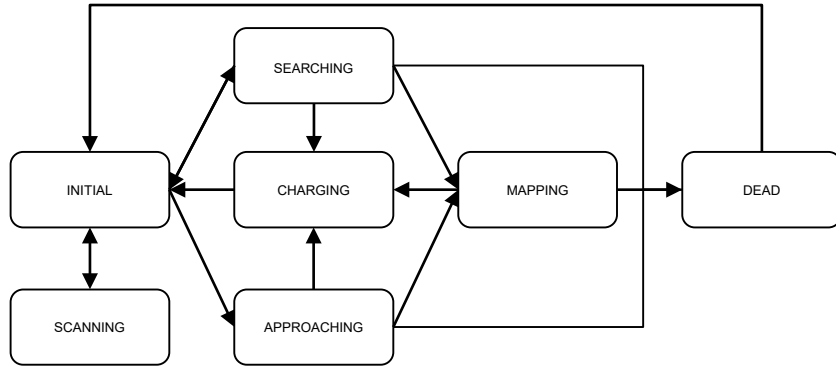 SEARCHING
INITIAL
CHARGING
MAPPING
DEAD
SCANNING
APPROACHING